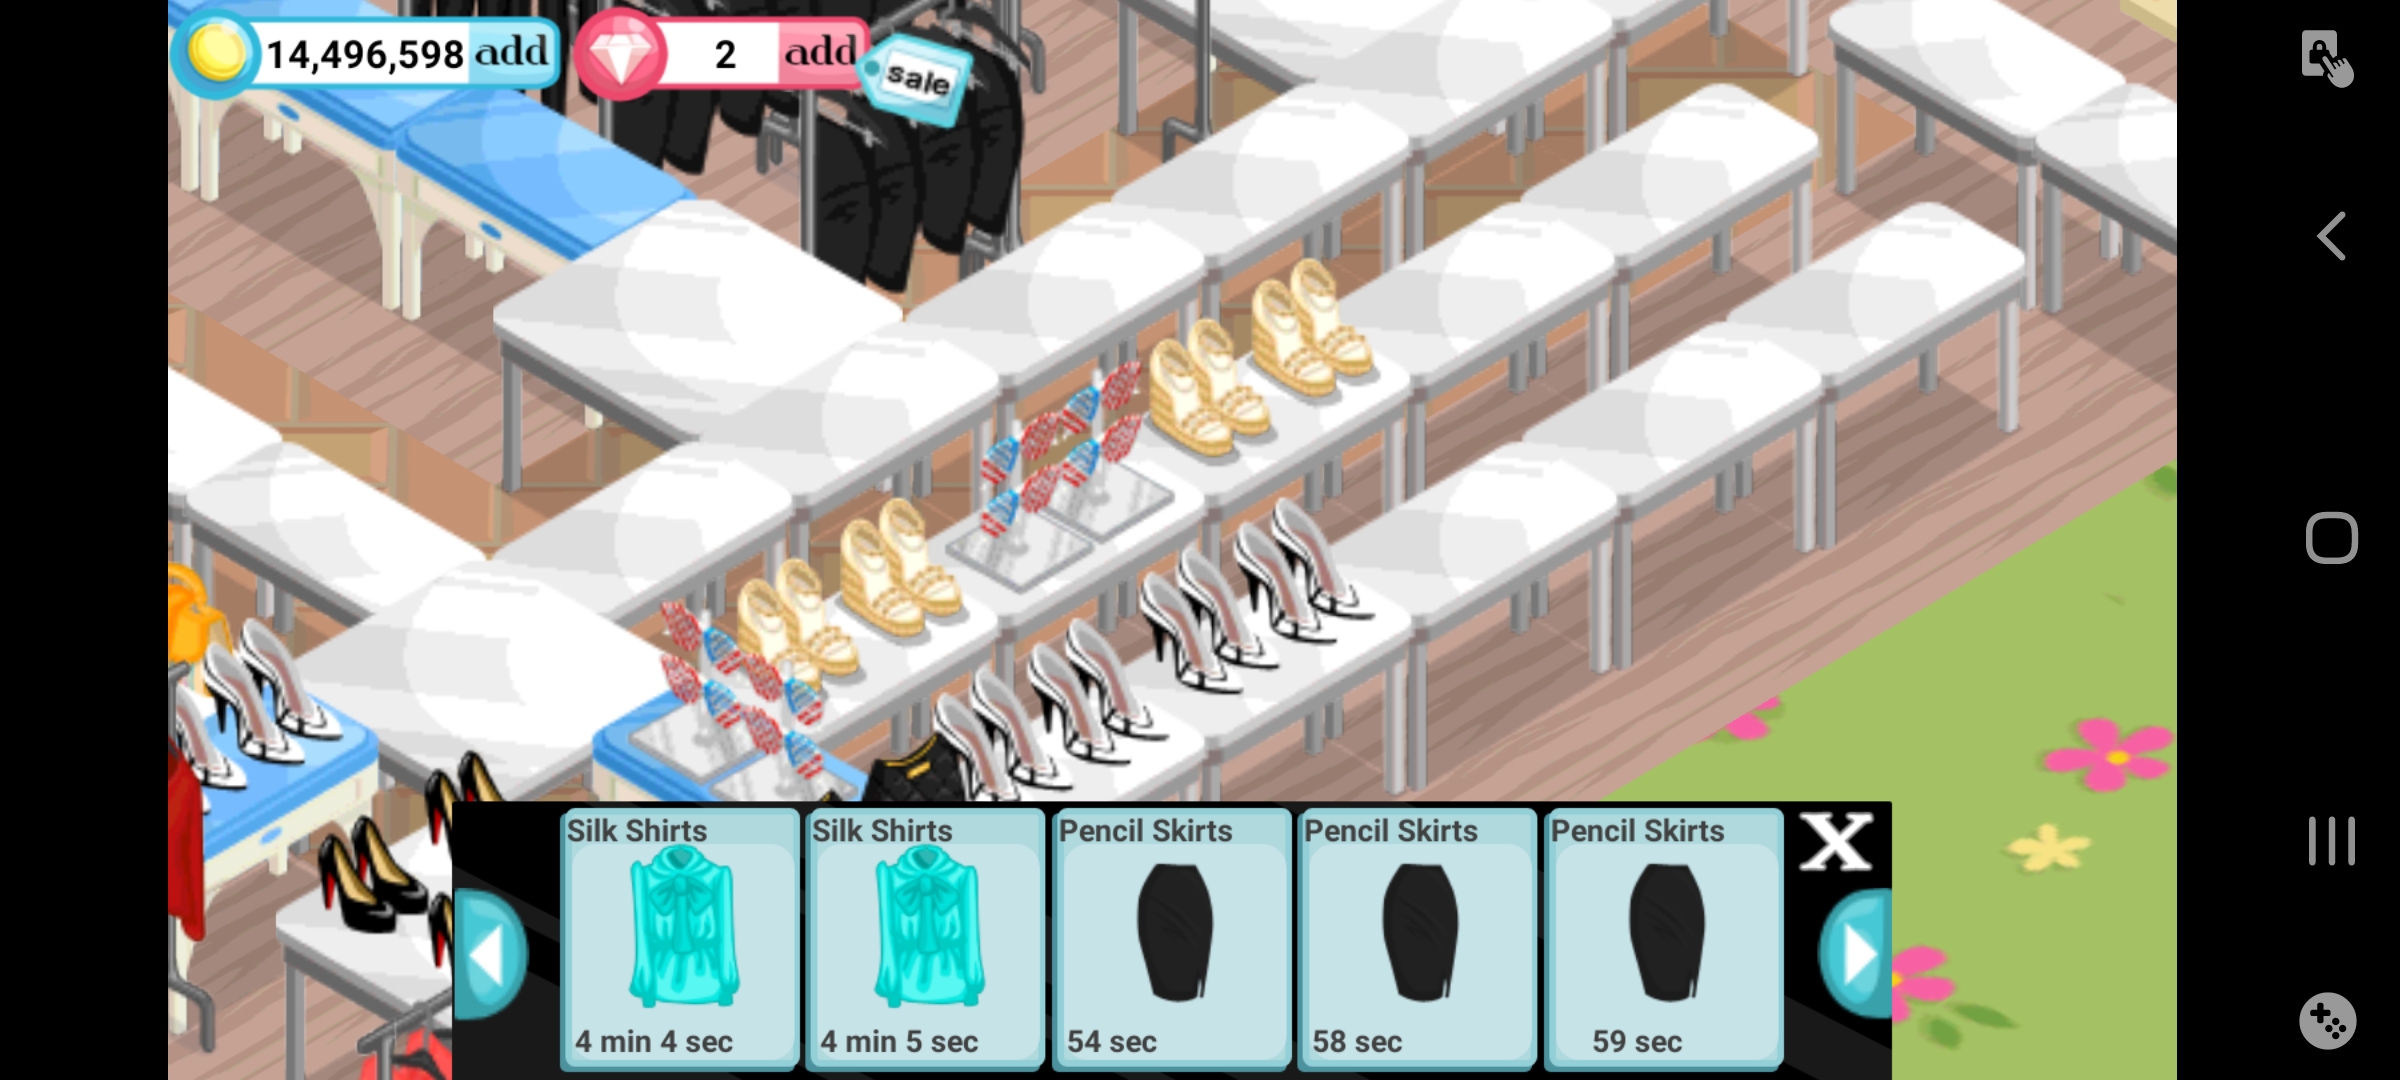 14,496,598 add 2 add
sale
Silk Shirts Silk Shirts Pencil Skirts Pencil Skirts Pencil Skirts X
4 min 4 sec 4 min 5 sec 54 sec 58 sec 59 sec